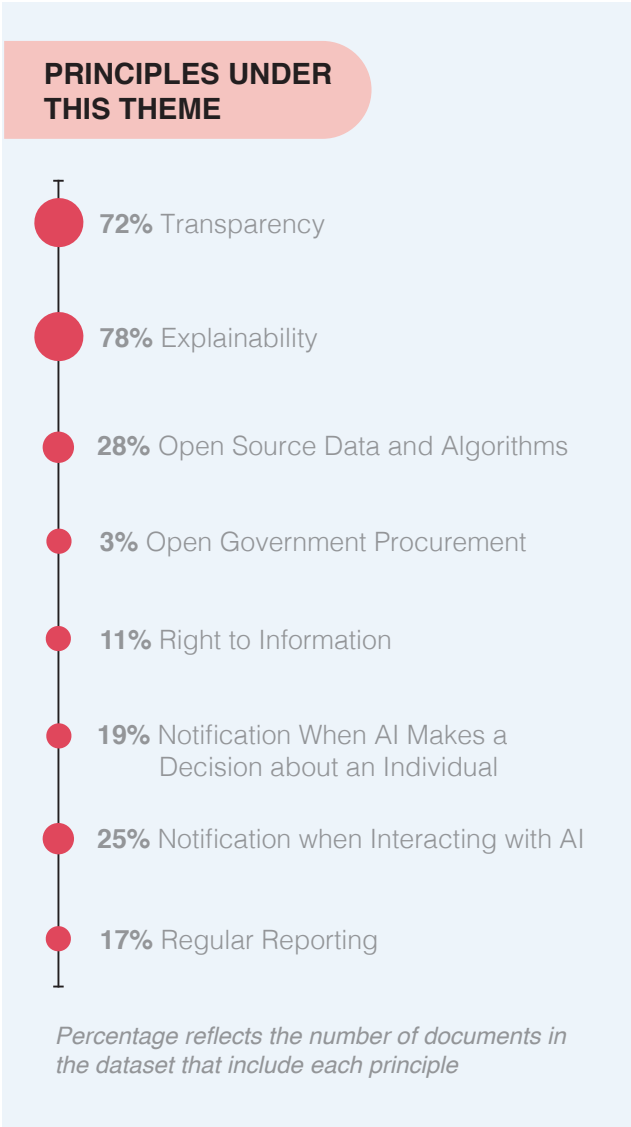 PRINCIPLES UNDER
THIS THEME
72% Transparency
78% Explainability
28% Open Source Data and Algorithms
3% Open Government Procurement
11% Right to Information
19% Notification When AI Makes a
Decision about an Individual
25% Notification when Interacting with AI
17% Regular Reporting
Percentage reflects the number of documents in
the dataset that include each principle